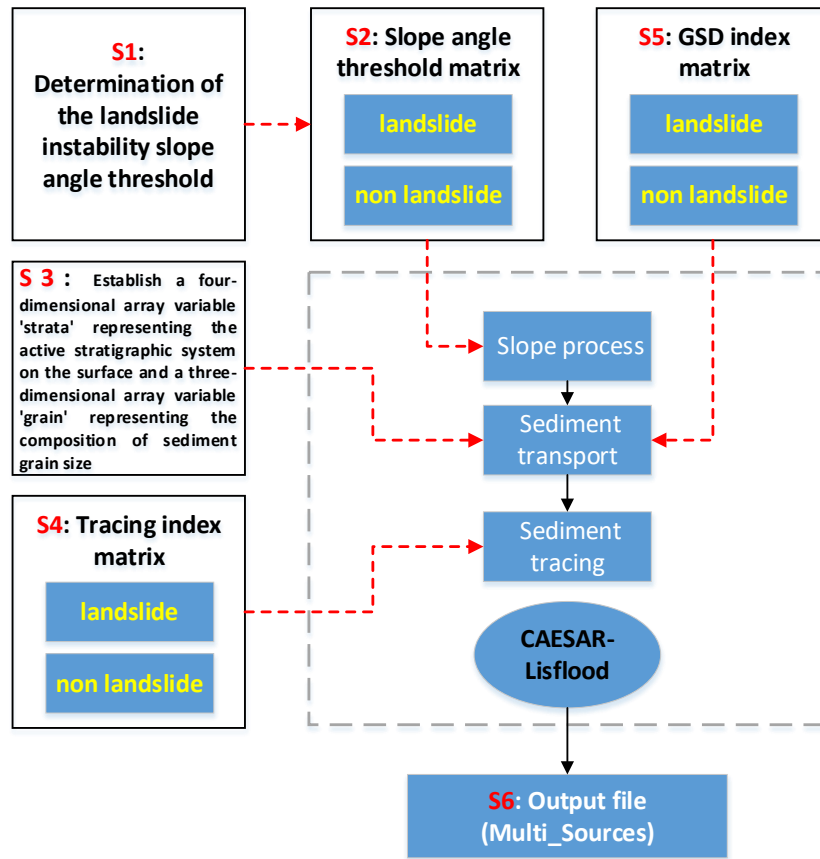 S1:
Determination of
the landslide
instability slope
angle threshold
S2: Slope angle
threshold matrix
landslide
non landslide
S5: GSD index
matrix
landslide
non landslide
S 3 : Establish a four-
dimensional array variable
'strata' representing the
active stratigraphic system
on the surface and a three-
dimensional array variable
'grain' representing the
composition of sediment
grain size
Slope process
Sediment
transport
S4: Tracing index
matrix
landslide
non landslide
Sediment
tracing
CAESAR-
Lisflood
S6: Output file
(Multi_Sources)